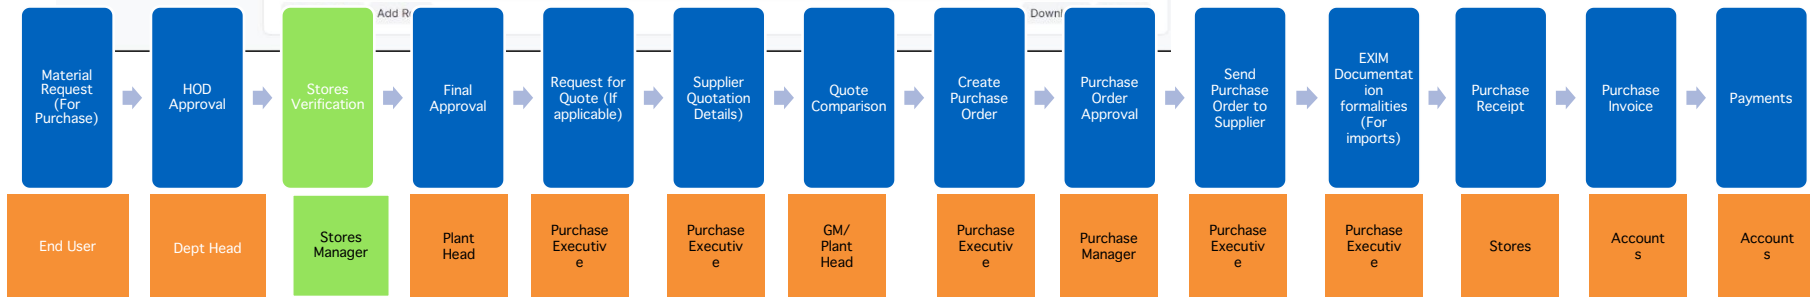 Add R
Downl
Material
Request
(For
Purchase)
HOD
Approval
Stores
Verification
Final
Approval
Request for
Quote (If
applicable)
Supplier
Quotation
Details)
Quote
Comparison
Create
Purchase
Order
Purchase
Order
Approval
Send
Purchase
Order to
Supplier
EXIM
Documentat
ion
formalities
(For
imports)
Purchase
Receipt
Purchase
Invoice
Payments
End User
Dept Head
Stores
Manager
Plant
Head
Purchase
Executiv
e
Purchase
Executiv
e
GM/
Plant
Head
Purchase
Executiv
e
Purchase
Manager
Purchase
Executiv
e
Purchase
Executiv
e
Stores
Account
s
Account
s